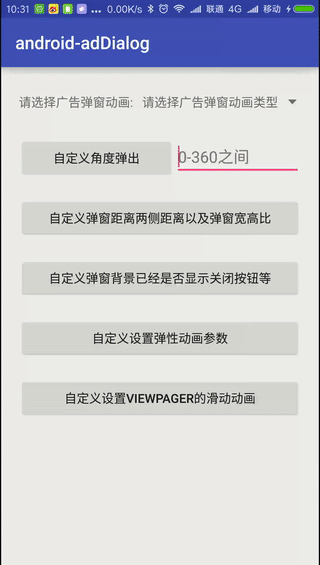 10:31 ... 0.00K/s 联通 4G 移动
android-adDialog
请选择广告弹窗动画: 请选择广告弹窗动画类型
自定义角度弹出 0-360之间
自定义弹窗距离两侧距离以及弹窗宽高比
自定义弹窗背景已经是否显示关闭按钮等
自定义设置弹性动画参数
自定义设置VIEWPAGER的滑动动画